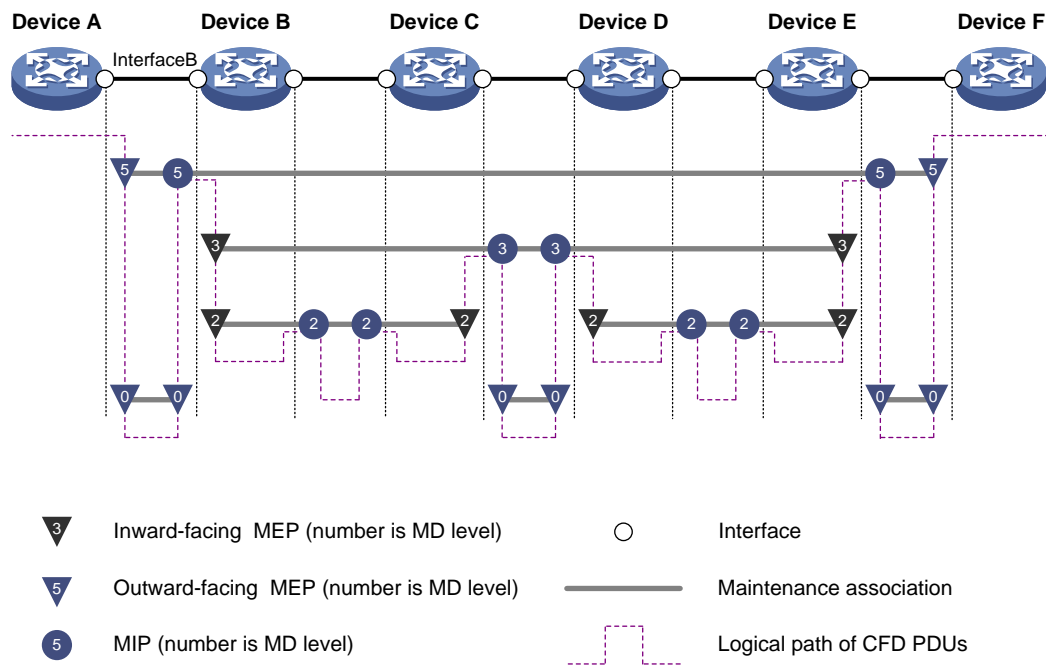 Device A Device B Device C Device D Device E Device F
InterfaceB
5 5 5 5
3 3 3 3
2 2 2 2 2 2 2 2
0 0 0 0 0 0
3 Inward-facing MEP (number is MD level) Interface
5 Outward-facing MEP (number is MD level) Maintenance association
5 MIP (number is MD level) Logical path of CFD PDUs